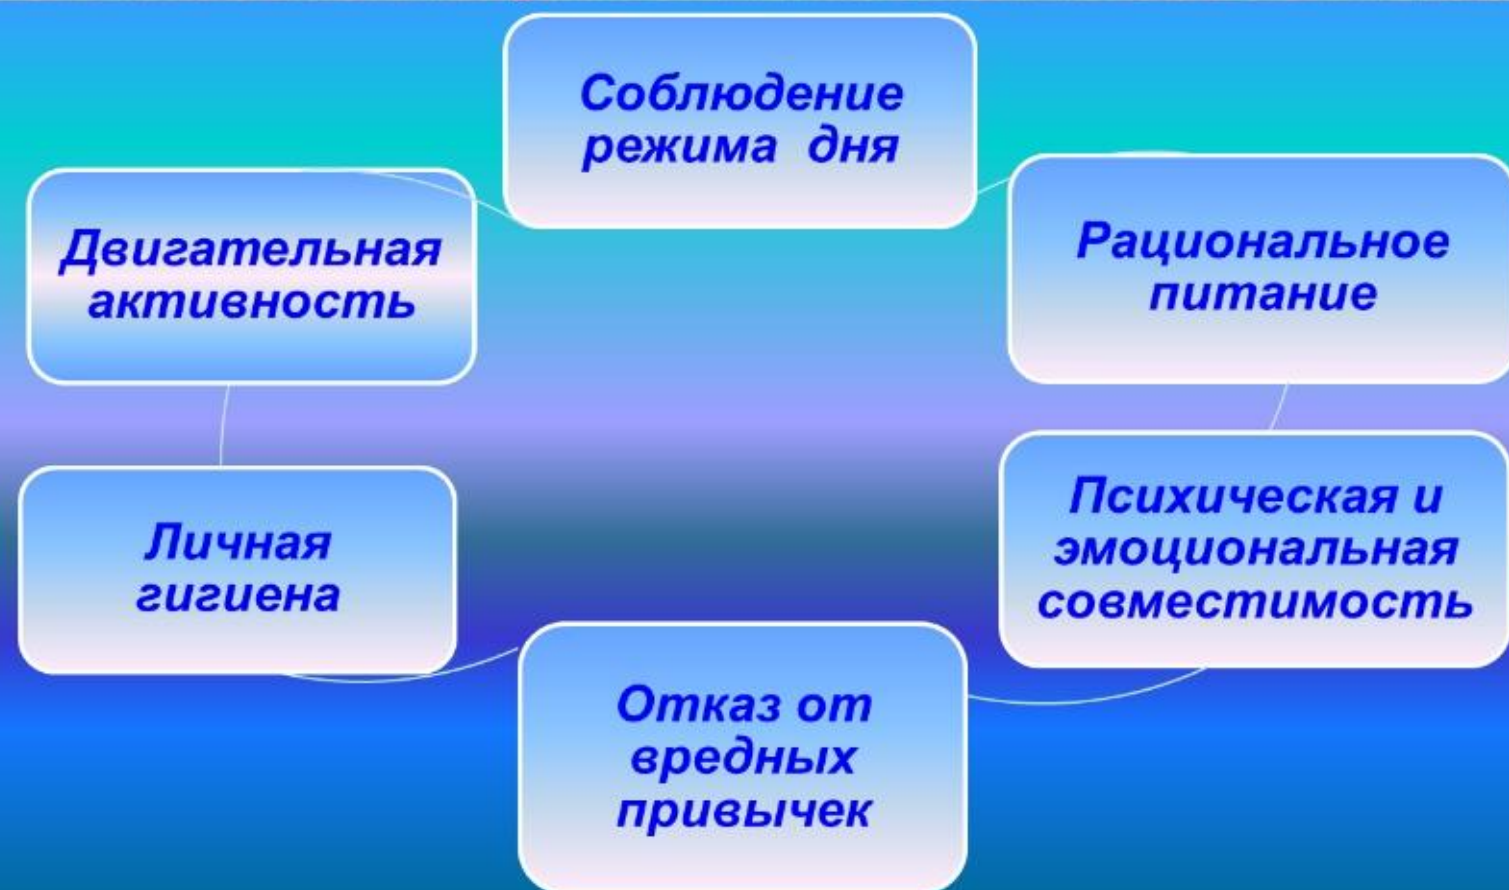 Соблюдение
режима дня
Рациональное
питание
Психическая и
эмоциональная
совместимость
Отказ от
вредных
привычек
Личная
гигиена
Двигательная
активность